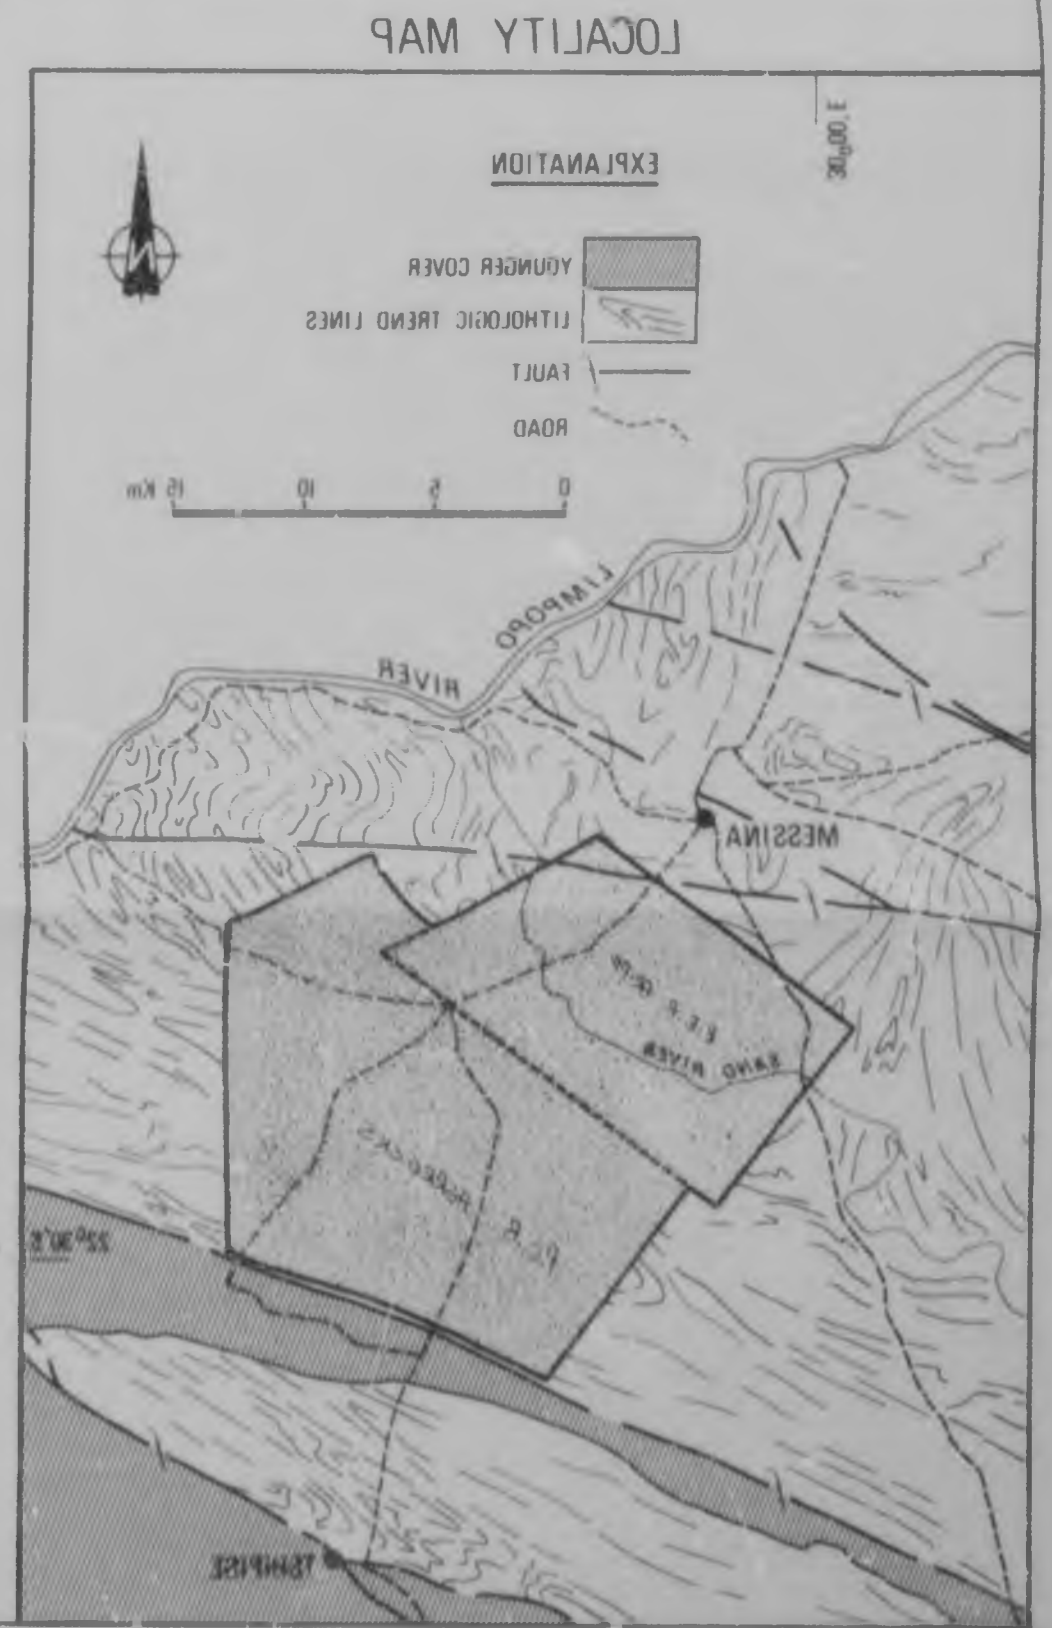 LOCALITY MAP
30°00'E
EXPLANATION
N
YOUNGER COVER
LITHOLOGIC TREND LINES
FAULT
ROAD
0 5 10 15 Km
LIMPOPO
RIVER
MESSINA
SAND RIVER
22°30'S
TSHIPISE